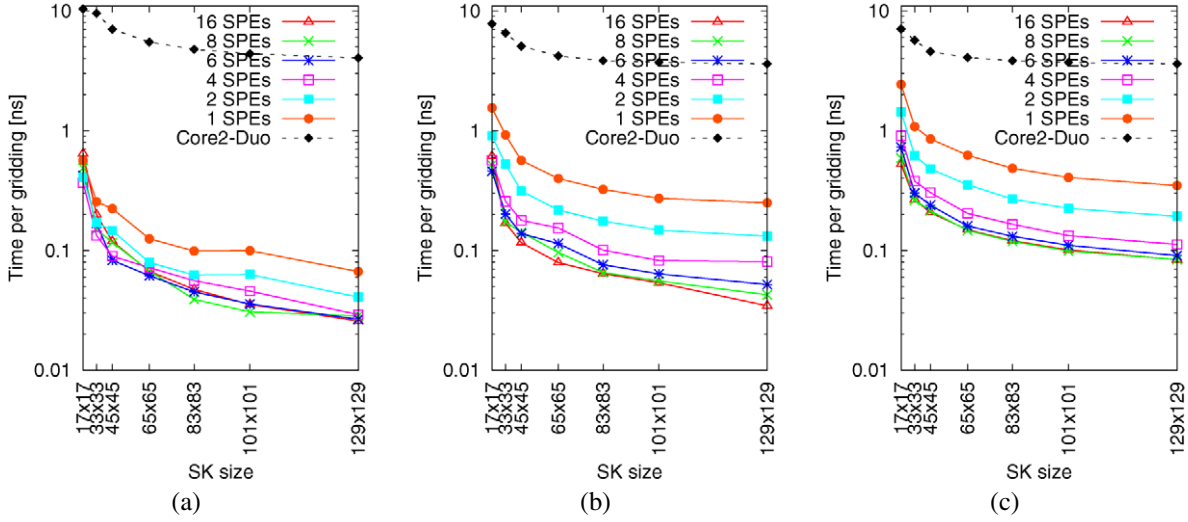 10
1
0.1
0.01
Time per gridding [ns]
16 SPEs
8 SPEs
6 SPEs
4 SPEs
2 SPEs
1 SPEs
Core2-Duo
17x17
33x33
45x45
65x65
83x83
101x101
129x129
SK size
(a)
10
1
0.1
0.01
Time per gridding [ns]
16 SPEs
8 SPEs
6 SPEs
4 SPEs
2 SPEs
1 SPEs
Core2-Duo
17x17
33x33
45x45
65x65
83x83
101x101
129x129
SK size
(b)
10
1
0.1
0.01
Time per gridding [ns]
16 SPEs
8 SPEs
6 SPEs
4 SPEs
2 SPEs
1 SPEs
Core2-Duo
17x17
33x33
45x45
65x65
83x83
101x101
129x129
SK size
(c)